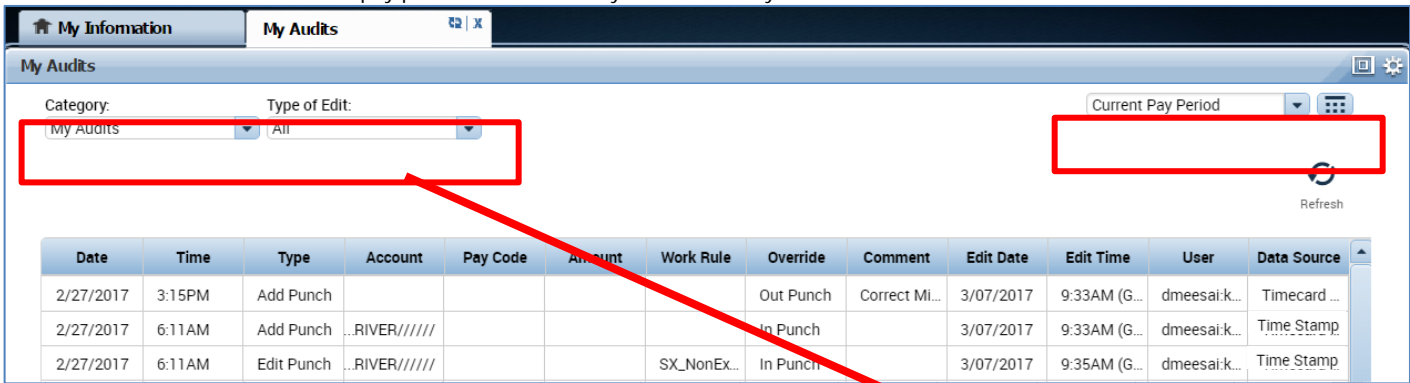 My Information My Audits
My Audits
Category: Type of Edit: Current Pay Period
My Audits All
Refresh
Date Time Type Account Pay Code Amount Work Rule Override Comment Edit Date Edit Time User Data Source
2/27/2017 3:15PM Add Punch Out Punch Correct Mi... 3/07/2017 9:33AM (G... dmeesai:k... Timecard ...
2/27/2017 6:11AM Add Punch ...RIVER////// In Punch 3/07/2017 9:33AM (G... dmeesai:k... Time Stamp
2/27/2017 6:11AM Edit Punch ...RIVER////// SX_NonEx... In Punch 3/07/2017 9:35AM (G... dmeesai:k... Time Stamp